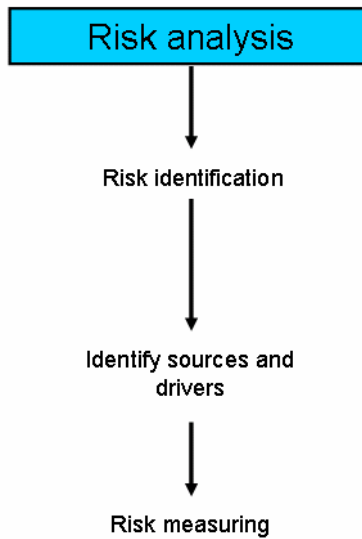 Risk analysis
Risk identification
Identify sources and
drivers
Risk measuring